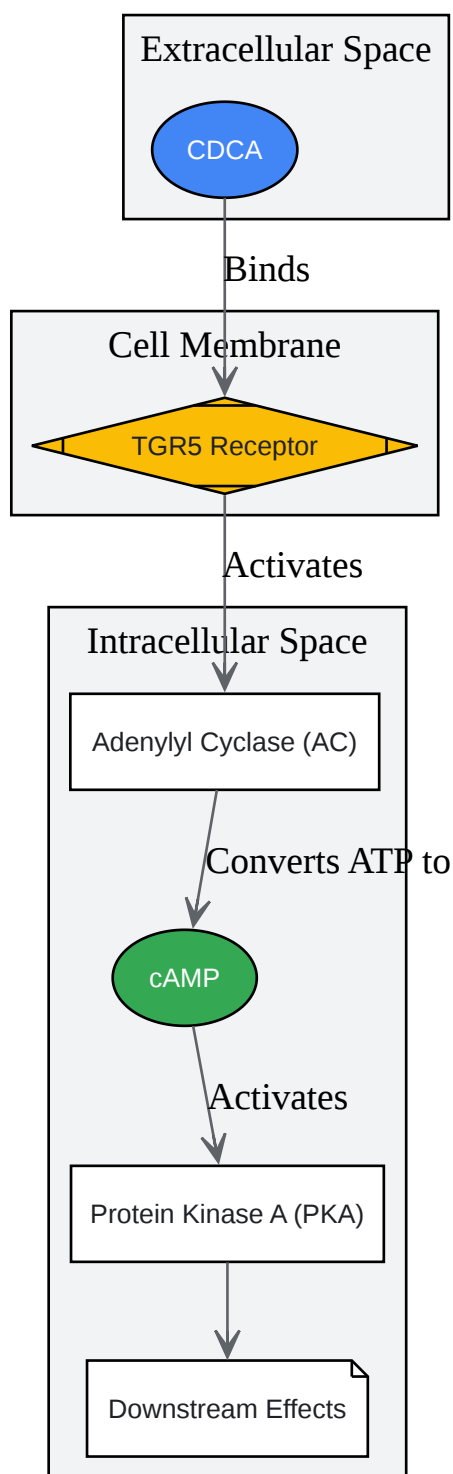 Extracellular Space
CDCA
Binds
Cell Membrane
TGR5 Receptor
Activates
Intracellular Space
Adenylyl Cyclase (AC)
Converts ATP to
cAMP
Activates
Protein Kinase A (PKA)
Downstream Effects